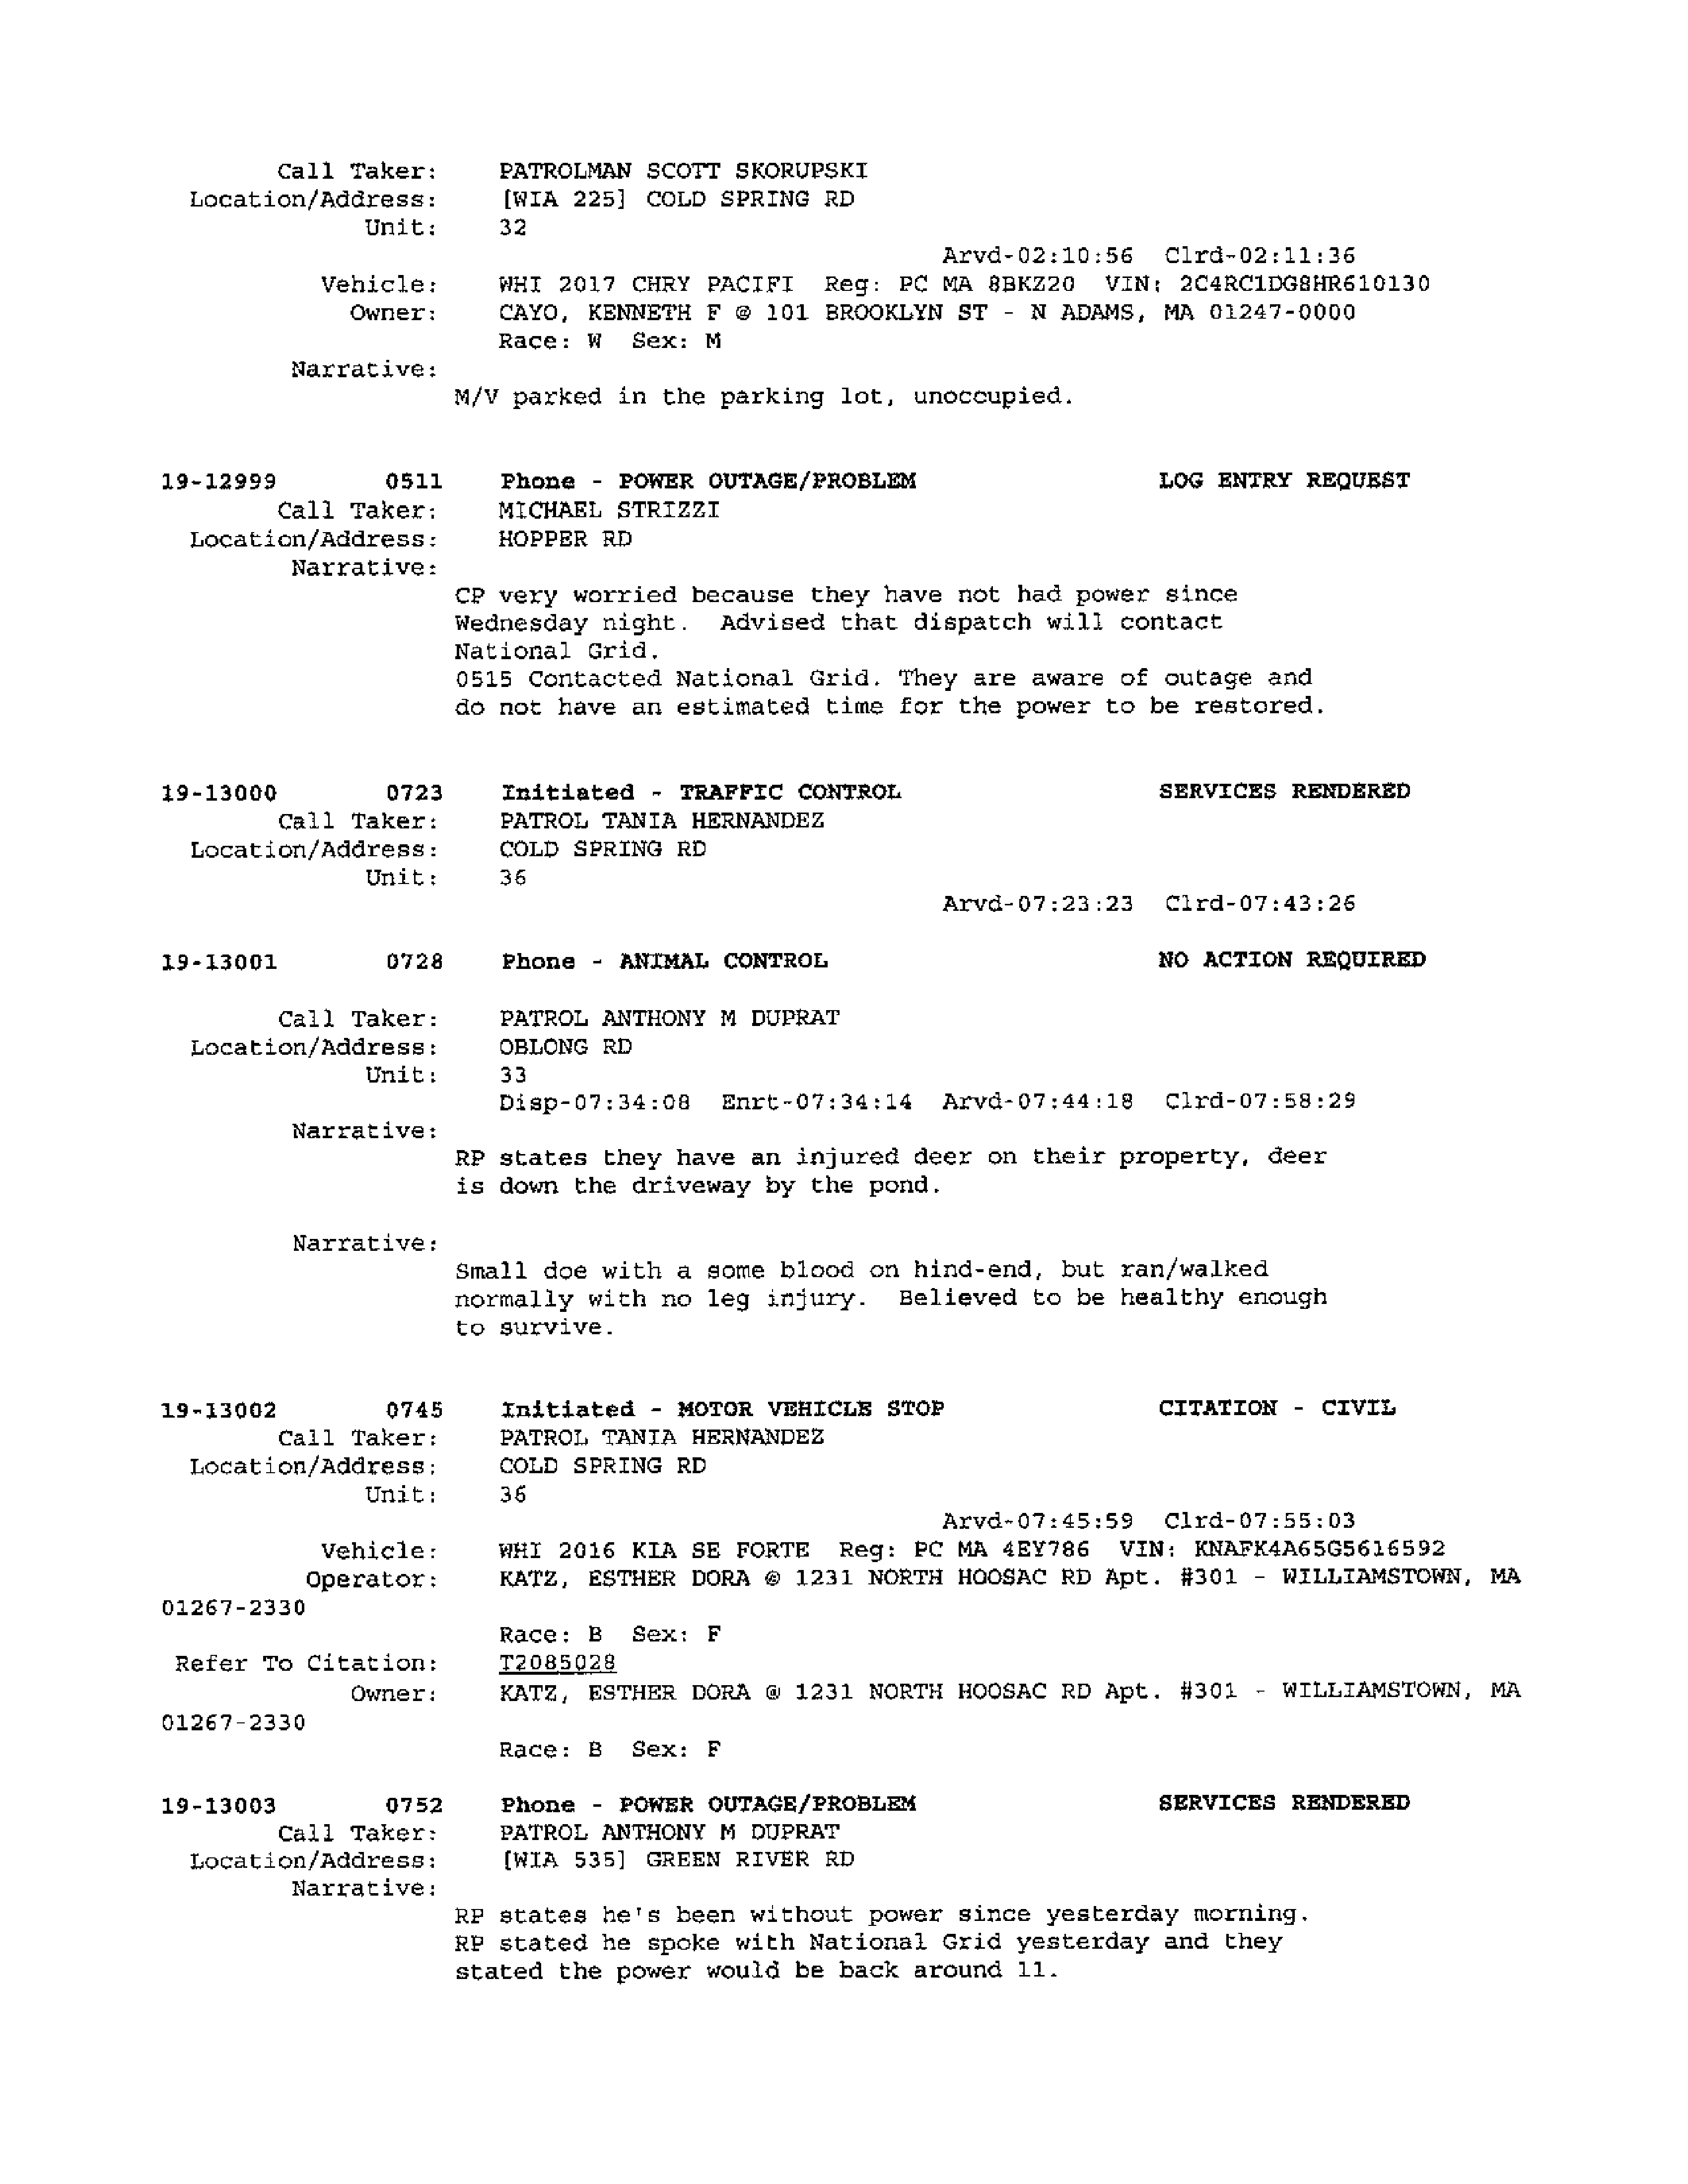 Call Taker: PATROLMAN SCOTT SKORUPSKI
Location/Address: [WIA 225] COLD SPRING RD
Unit: 32
Arvd-02:10:56 Clrd-02:11:36
Vehicle: WHI 2017 CHRY PACIFI Reg: PC MA 8BKZ20 VIN: 2C4RC1DG8HR610130
Owner: CAYO, KENNETH F @ 101 BROOKLYN ST - N ADAMS, MA 01247-0000
Race: W Sex: M
Narrative:
M/V parked in the parking lot, unoccupied.
19-12999 0511 Phone - POWER OUTAGE/PROBLEM LOG ENTRY REQUEST
Call Taker: MICHAEL STRIZZI
Location/Address: HOPPER RD
Narrative:
CP very worried because they have not had power since
Wednesday night. Advised that dispatch will contact
National Grid.
0515 Contacted National Grid. They are aware of outage and
do not have an estimated time for the power to be restored.
19-13000 0723 Initiated - TRAFFIC CONTROL SERVICES RENDERED
Call Taker: PATROL TANIA HERNANDEZ
Location/Address: COLD SPRING RD
Unit: 36
Arvd-07:23:23 Clrd-07:43:26
19-13001 0728 Phone - ANIMAL CONTROL NO ACTION REQUIRED
Call Taker: PATROL ANTHONY M DUPRAT
Location/Address: OBLONG RD
Unit: 33
Disp-07:34:08 Enrt-07:34:14 Arvd-07:44:18 Clrd-07:58:29
Narrative:
RP states they have an injured deer on their property, deer
is down the driveway by the pond.
Narrative:
Small doe with a some blood on hind-end, but ran/walked
normally with no leg injury. Believed to be healthy enough
to survive.
19-13002 0745 Initiated - MOTOR VEHICLE STOP CITATION - CIVIL
Call Taker: PATROL TANIA HERNANDEZ
Location/Address: COLD SPRING RD
Unit: 36
Arvd-07:45:59 Clrd-07:55:03
Vehicle: WHI 2016 KIA SE FORTE Reg: PC MA 4EY786 VIN: KNAFK4A65G5616592
Operator: KATZ, ESTHER DORA @ 1231 NORTH HOOSAC RD Apt. #301 - WILLIAMSTOWN, MA
01267-2330
Race: B Sex: F
Refer To Citation: T2085028
Owner: KATZ, ESTHER DORA @ 1231 NORTH HOOSAC RD Apt. #301 - WILLIAMSTOWN, MA
01267-2330
Race: B Sex: F
19-13003 0752 Phone - POWER OUTAGE/PROBLEM SERVICES RENDERED
Call Taker: PATROL ANTHONY M DUPRAT
Location/Address: [WIA 535] GREEN RIVER RD
Narrative:
RP states he's been without power since yesterday morning.
RP stated he spoke with National Grid yesterday and they
stated the power would be back around 11.